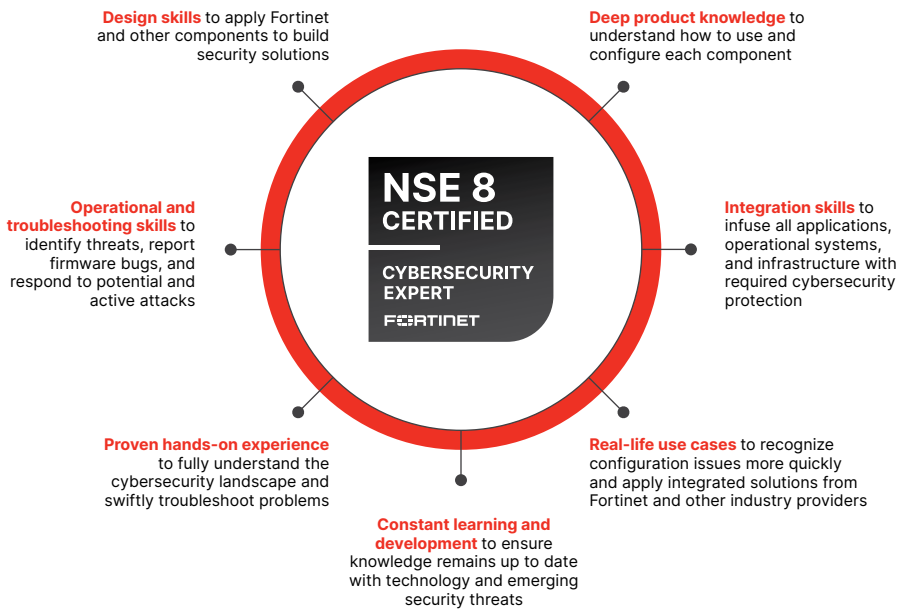 Design skills to apply Fortinet
and other components to build
security solutions
Deep product knowledge to
understand how to use and
configure each component
NSE 8
CERTIFIED
CYBERSECURITY
EXPERT
FORTINET
Operational and
troubleshooting skills to
identify threats, report
firmware bugs, and
respond to potential and
active attacks
Integration skills to
infuse all applications,
operational systems,
and infrastructure with
required cybersecurity
protection
Proven hands-on experience
to fully understand the
cybersecurity landscape and
swiftly troubleshoot problems
Real-life use cases to recognize
configuration issues more quickly
and apply integrated solutions from
Fortinet and other industry providers
Constant learning and
development to ensure
knowledge remains up to date
with technology and emerging
security threats